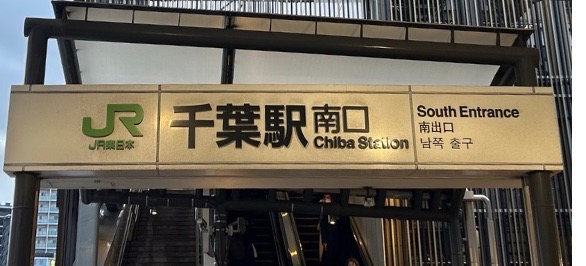 JR
JR東日本
千葉駅 南口
Chiba Station
South Entrance
南出口
남쪽 출구